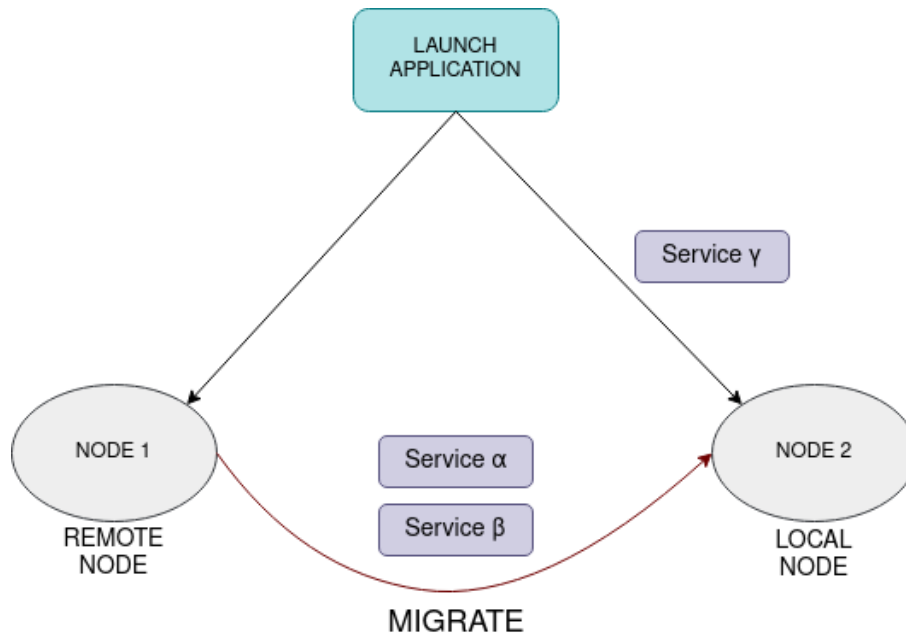 LAUNCH
APPLICATION
Service γ
NODE 1
REMOTE
NODE
Service α
Service β
NODE 2
LOCAL
NODE
MIGRATE